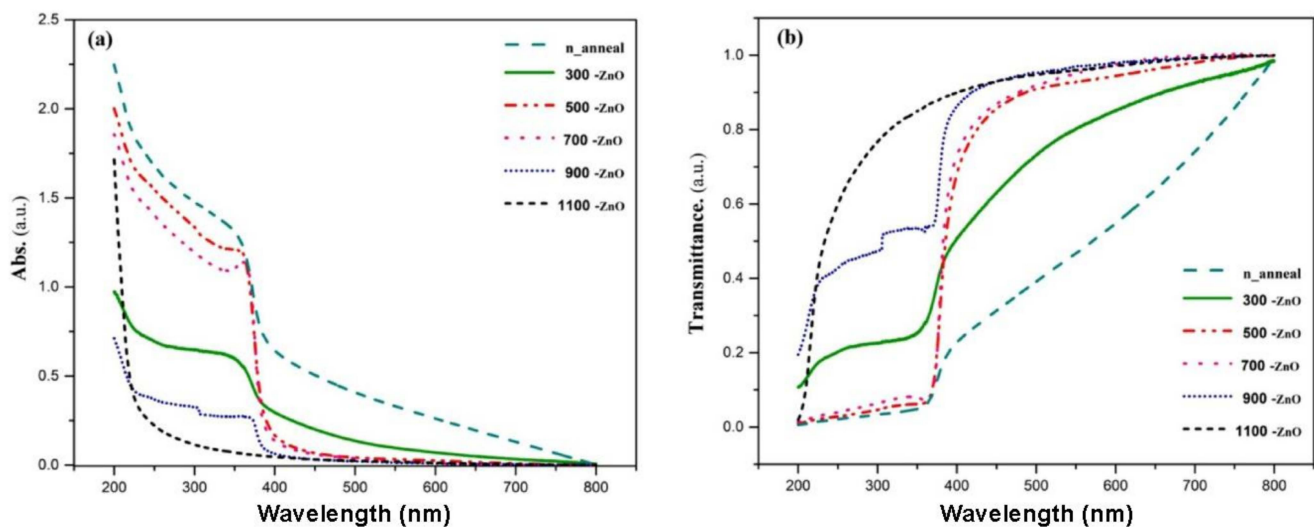 (a)
2.5
2.0
1.5
1.0
0.5
0.0
Abs. (a.u.)
n_anneal
300 -ZnO
500 -ZnO
700 -ZnO
900 -ZnO
1100 -ZnO
200 300 400 500 600 700 800
Wavelength (nm)
(b)
1.0
0.8
0.6
0.4
0.2
0.0
Transmittance. (a.u.)
n_anneal
300 -ZnO
500 -ZnO
700 -ZnO
900 -ZnO
1100 -ZnO
200 300 400 500 600 700 800
Wavelength (nm)